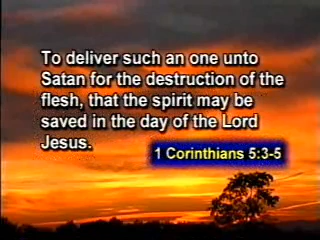 To deliver such an one unto
Satan for the destruction of the
flesh, that the spirit may be
saved in the day of the Lord
Jesus.
1 Corinthians 5:3-5